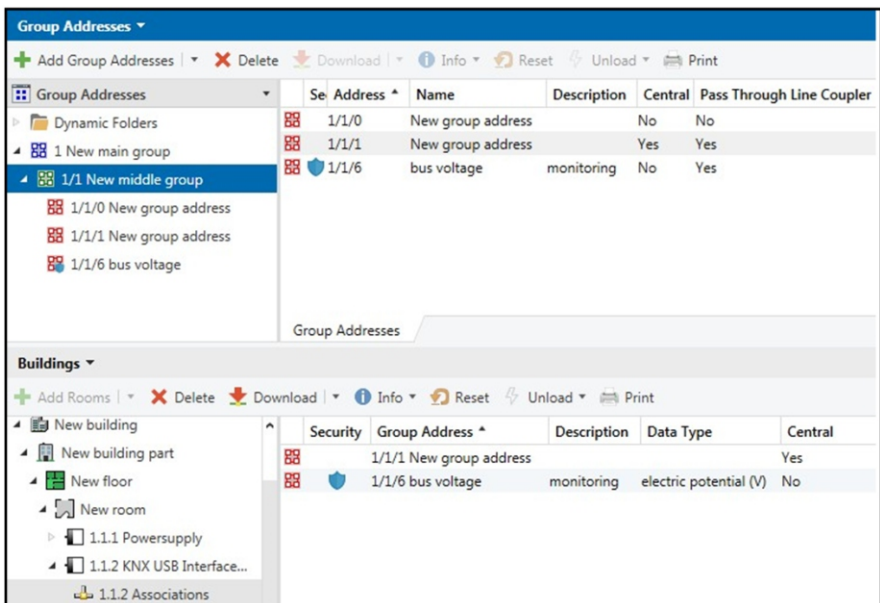 Group Addresses
Add Group Addresses Delete Download Info Reset Unload Print
Group Addresses
Dynamic Folders
1 New main group
1/1 New middle group
1/1/0 New group address
1/1/1 New group address
1/1/6 bus voltage
Se Address Name Description Central Pass Through Line Coupler
1/1/0 New group address No No
1/1/1 New group address Yes Yes
1/1/6 bus voltage monitoring No Yes
Group Addresses
Buildings
Add Rooms Delete Download Info Reset Unload Print
New building
New building part
New floor
New room
1.1.1 Powersupply
1.1.2 KNX USB Interface...
1.1.2 Associations
Security Group Address Description Data Type Central
1/1/1 New group address Yes
1/1/6 bus voltage monitoring electric potential (V) No